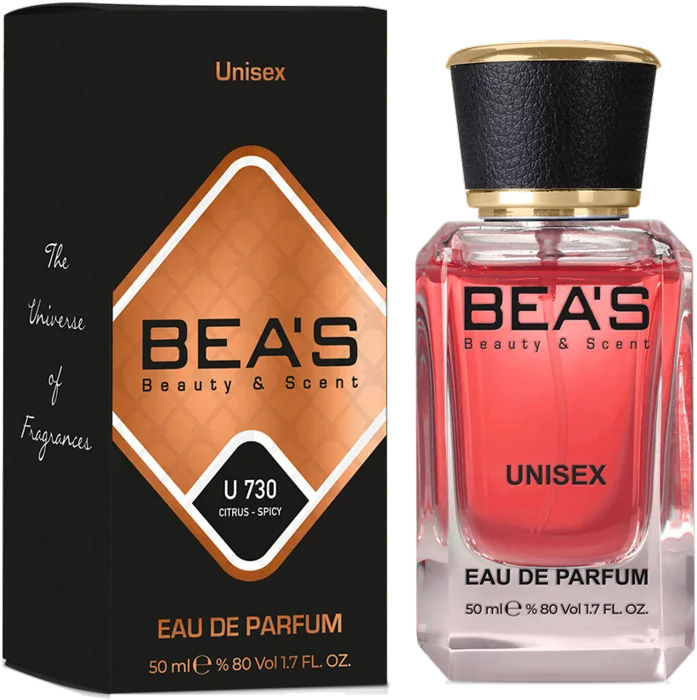 Unisex
The
Universe
of
Fragrances
BEA'S
Beauty & Scent
U 730
CITRUS - SPICY
EAU DE PARFUM
50 ml ℮ % 80 Vol 1.7 FL. OZ.
BEA'S
Beauty & Scent
UNISEX
EAU DE PARFUM
50 ml ℮ % 80 Vol 1.7 FL. OZ.